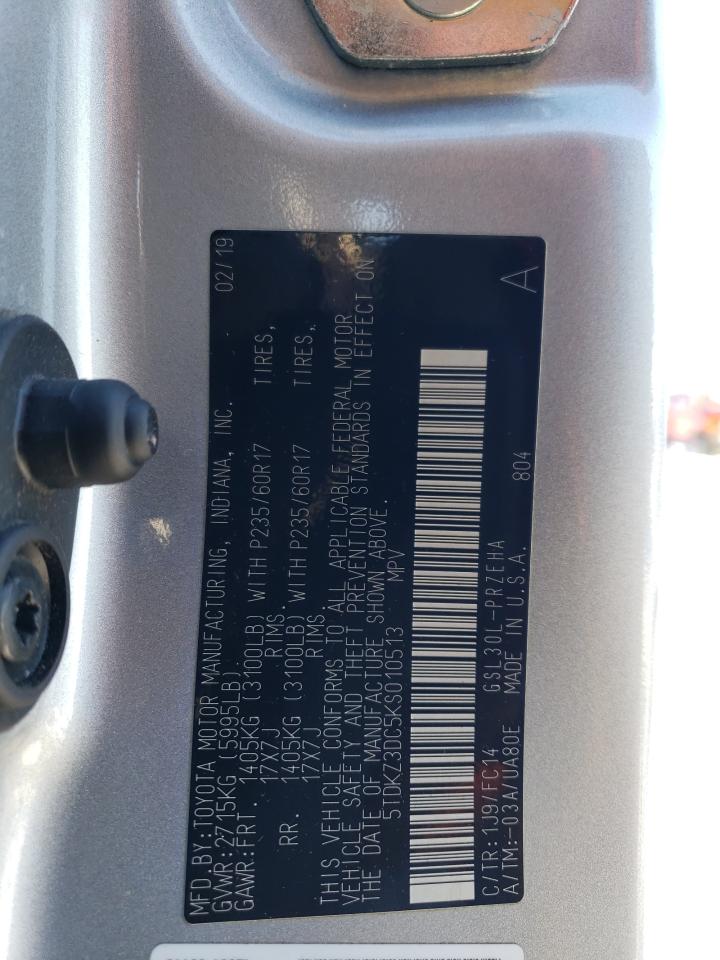 MFD.BY:TOYOTA MOTOR MANUFACTURING, INDIANA, INC. 02/19
GVWR:2715KG (5995LB)
GAWR:FRT. 1405KG (3100LB) WITH P235/60R17 TIRES,
17X7J RIMS.
RR. 1405KG (3100LB) WITH P235/60R17 TIRES,
17X7J RIMS.
THIS VEHICLE CONFORMS TO ALL APPLICABLE FEDERAL MOTOR
VEHICLE SAFETY AND THEFT PREVENTION STANDARDS IN EFFECT ON
THE DATE OF MANUFACTURE SHOWN ABOVE.
5TDKZ3DC5KS010513 MPV
A
C/TR:1J9/FC14 GSL30L-PRZEHA 804
A/TM:-03A/UA80E MADE IN U.S.A.